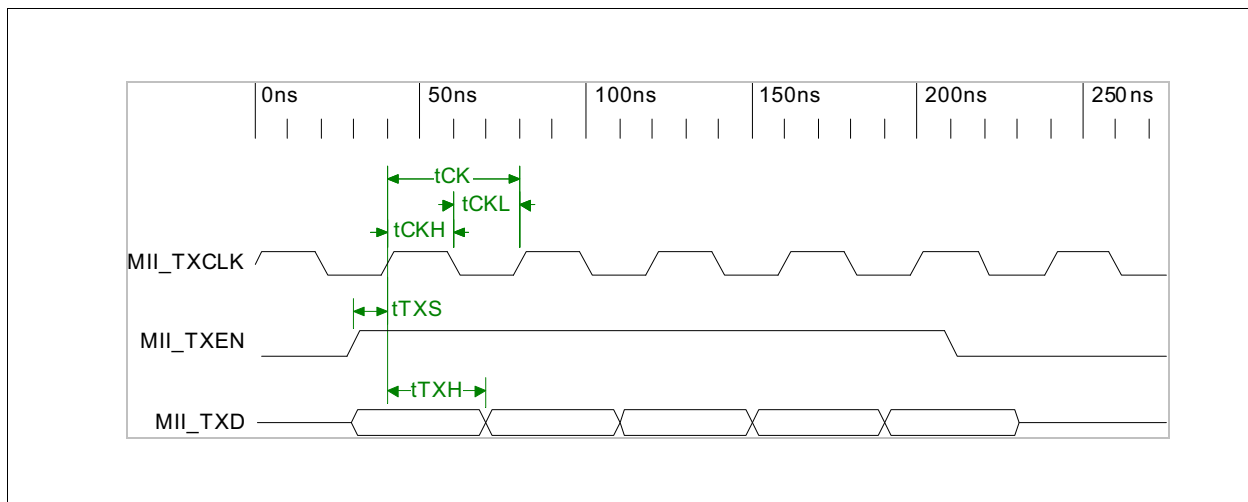 0ns 50ns 100ns 150ns 200ns 250ns
tCK
tCKL
tCKH
MII_TXCLK
tTXS
MII_TXEN
tTXH
MII_TXD